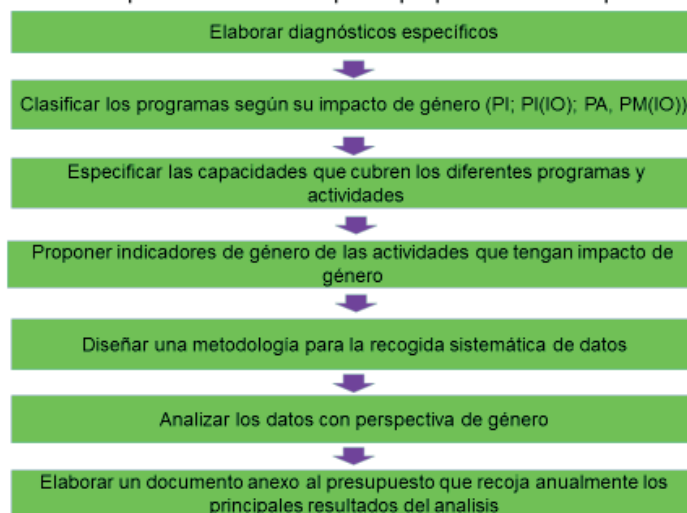 Elaborar diagnósticos específicos
Clasificar los programas según su impacto de género (PI; PI(IO); PA, PM(IO))
Especificar las capacidades que cubren los diferentes programas y
actividades
Proponer indicadores de género de las actividades que tengan impacto de
género
Diseñar una metodología para la recogida sistemática de datos
Analizar los datos con perspectiva de género
Elaborar un documento anexo al presupuesto que recoja anualmente los
principales resultados del analisis